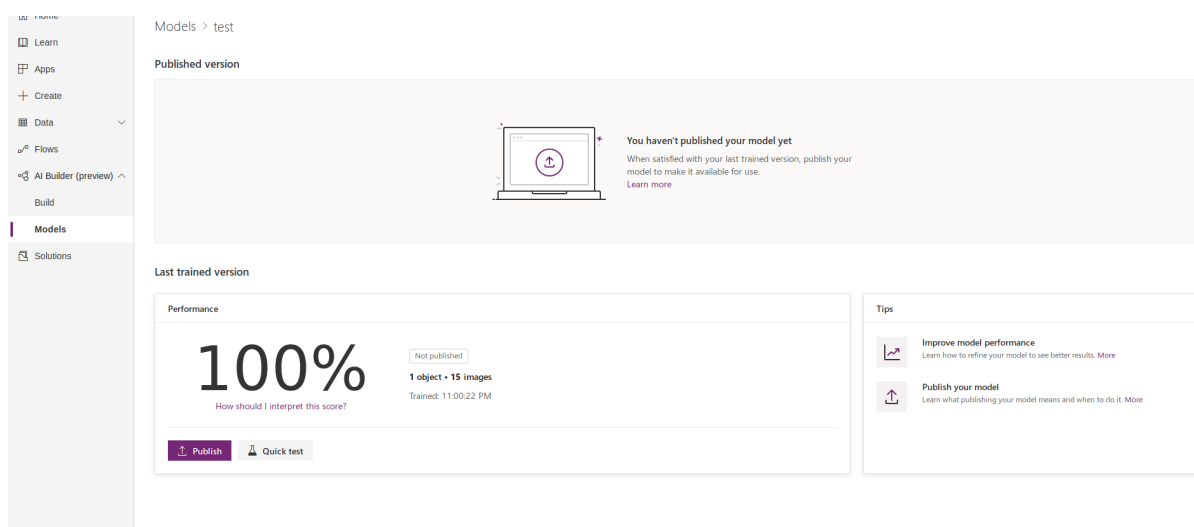 Home
Learn
Apps
Create
Data
Flows
AI Builder (preview)
Build
Models
Solutions
Models > test
Published version
You haven't published your model yet
When satisfied with your last trained version, publish your
model to make it available for use.
Learn more
Last trained version
Performance
100%
How should I interpret this score?
Not published
1 object • 15 images
Trained: 11:00:22 PM
Publish
Quick test
Tips
Improve model performance
Learn how to refine your model to see better results. More
Publish your model
Learn what publishing your model means and when to do it. More